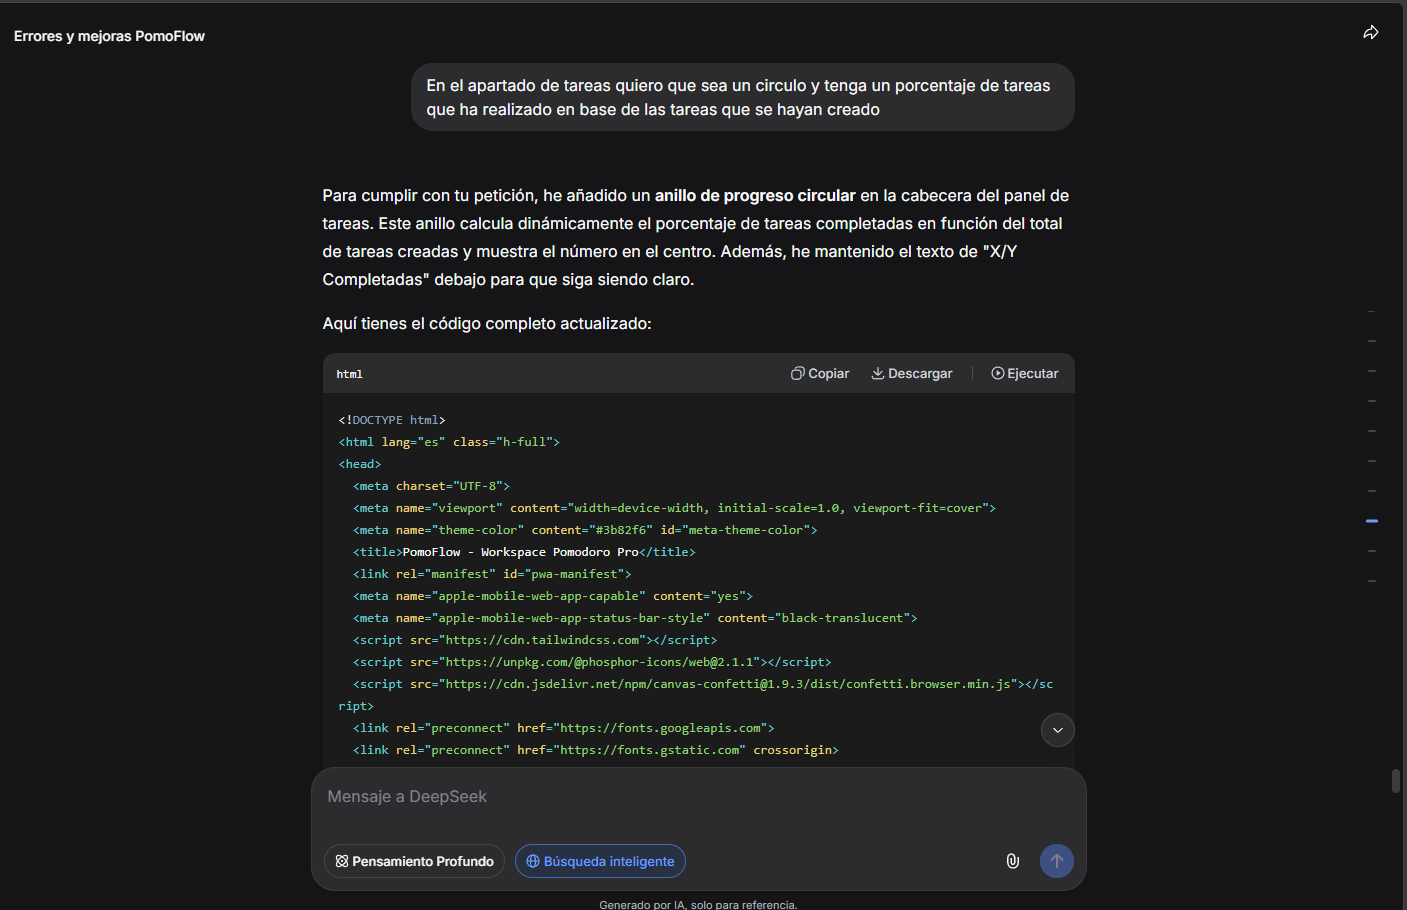 Errores y mejoras PomoFlow
En el apartado de tareas quiero que sea un circulo y tenga un porcentaje de tareas
que ha realizado en base de las tareas que se hayan creado
Para cumplir con tu petición, he añadido un anillo de progreso circular en la cabecera del panel de
tareas. Este anillo calcula dinámicamente el porcentaje de tareas completadas en función del total
de tareas creadas y muestra el número en el centro. Además, he mantenido el texto de "X/Y
Completadas" debajo para que siga siendo claro.
Aquí tienes el código completo actualizado:
html
Copiar
Descargar
Ejecutar
<!DOCTYPE html>
<html lang="es" class="h-full">
<head>
  <meta charset="UTF-8">
  <meta name="viewport" content="width=device-width, initial-scale=1.0, viewport-fit=cover">
  <meta name="theme-color" content="#3b82f6" id="meta-theme-color">
  <title>PomoFlow - Workspace Pomodoro Pro</title>
  <link rel="manifest" id="pwa-manifest">
  <meta name="apple-mobile-web-app-capable" content="yes">
  <meta name="apple-mobile-web-app-status-bar-style" content="black-translucent">
  <script src="https://cdn.tailwindcss.com"></script>
  <script src="https://unpkg.com/@phosphor-icons/web@2.1.1"></script>
  <script src="https://cdn.jsdelivr.net/npm/canvas-confetti@1.9.3/dist/confetti.browser.min.js"></sc
ript>
  <link rel="preconnect" href="https://fonts.googleapis.com">
  <link rel="preconnect" href="https://fonts.gstatic.com" crossorigin>
Mensaje a DeepSeek
Pensamiento Profundo
Búsqueda inteligente
Generado por IA, solo para referencia.